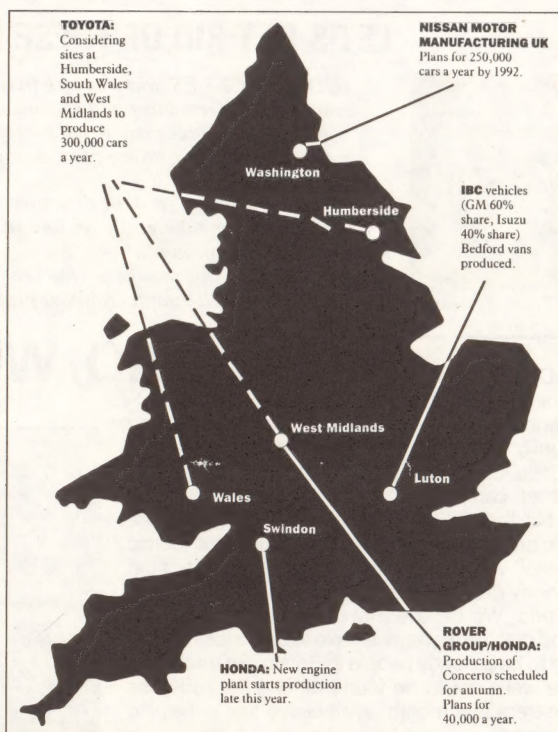 TOYOTA:
Considering
sites at
Humberside,
South Wales
and West
Midlands to
produce
300,000 cars
a year.
NISSAN MOTOR
MANUFACTURING UK
Plans for 250,000
cars a year by 1992.
Washington
Humberside
IBC vehicles
(GM 60%
share, Isuzu
40% share)
Bedford vans
produced.
West Midlands
Wales
Luton
Swindon
HONDA: New engine
plant starts production
late this year.
ROVER
GROUP/HONDA:
Production of
Concerto scheduled
for autumn.
Plans for
40,000 a year.